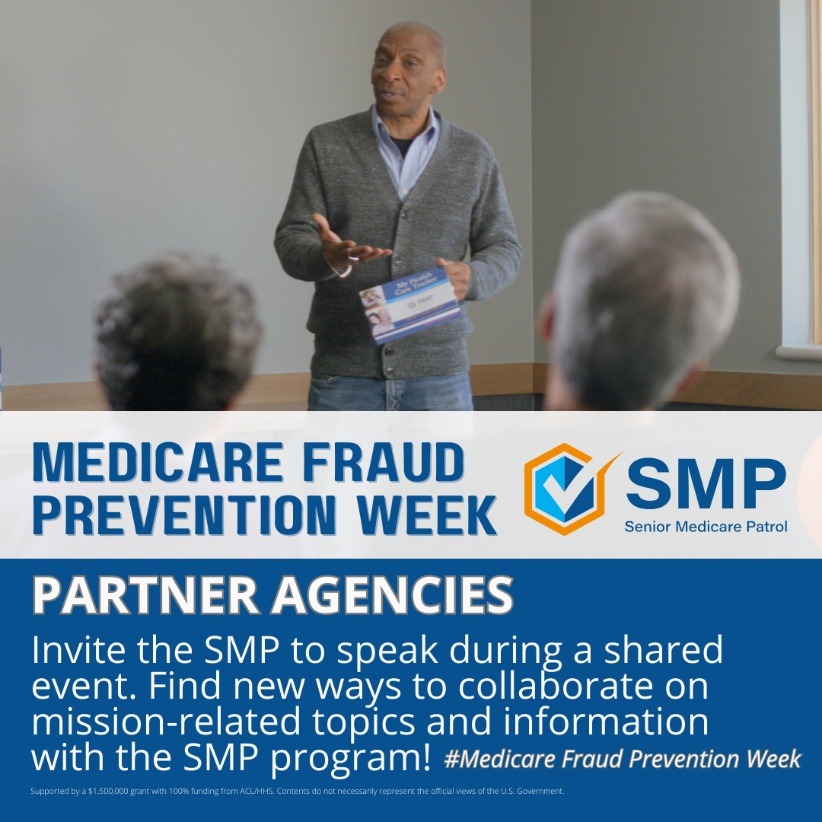 My Health
Care Tracker
SMP
MEDICARE FRAUD
PREVENTION WEEK
SMP
Senior Medicare Patrol
PARTNER AGENCIES
Invite the SMP to speak during a shared
event. Find new ways to collaborate on
mission-related topics and information
with the SMP program! #Medicare Fraud Prevention Week
Supported by a $1,500,000 grant with 100% funding from ACL/HHS. Contents do not necessarily represent the official views of the U.S. Government.